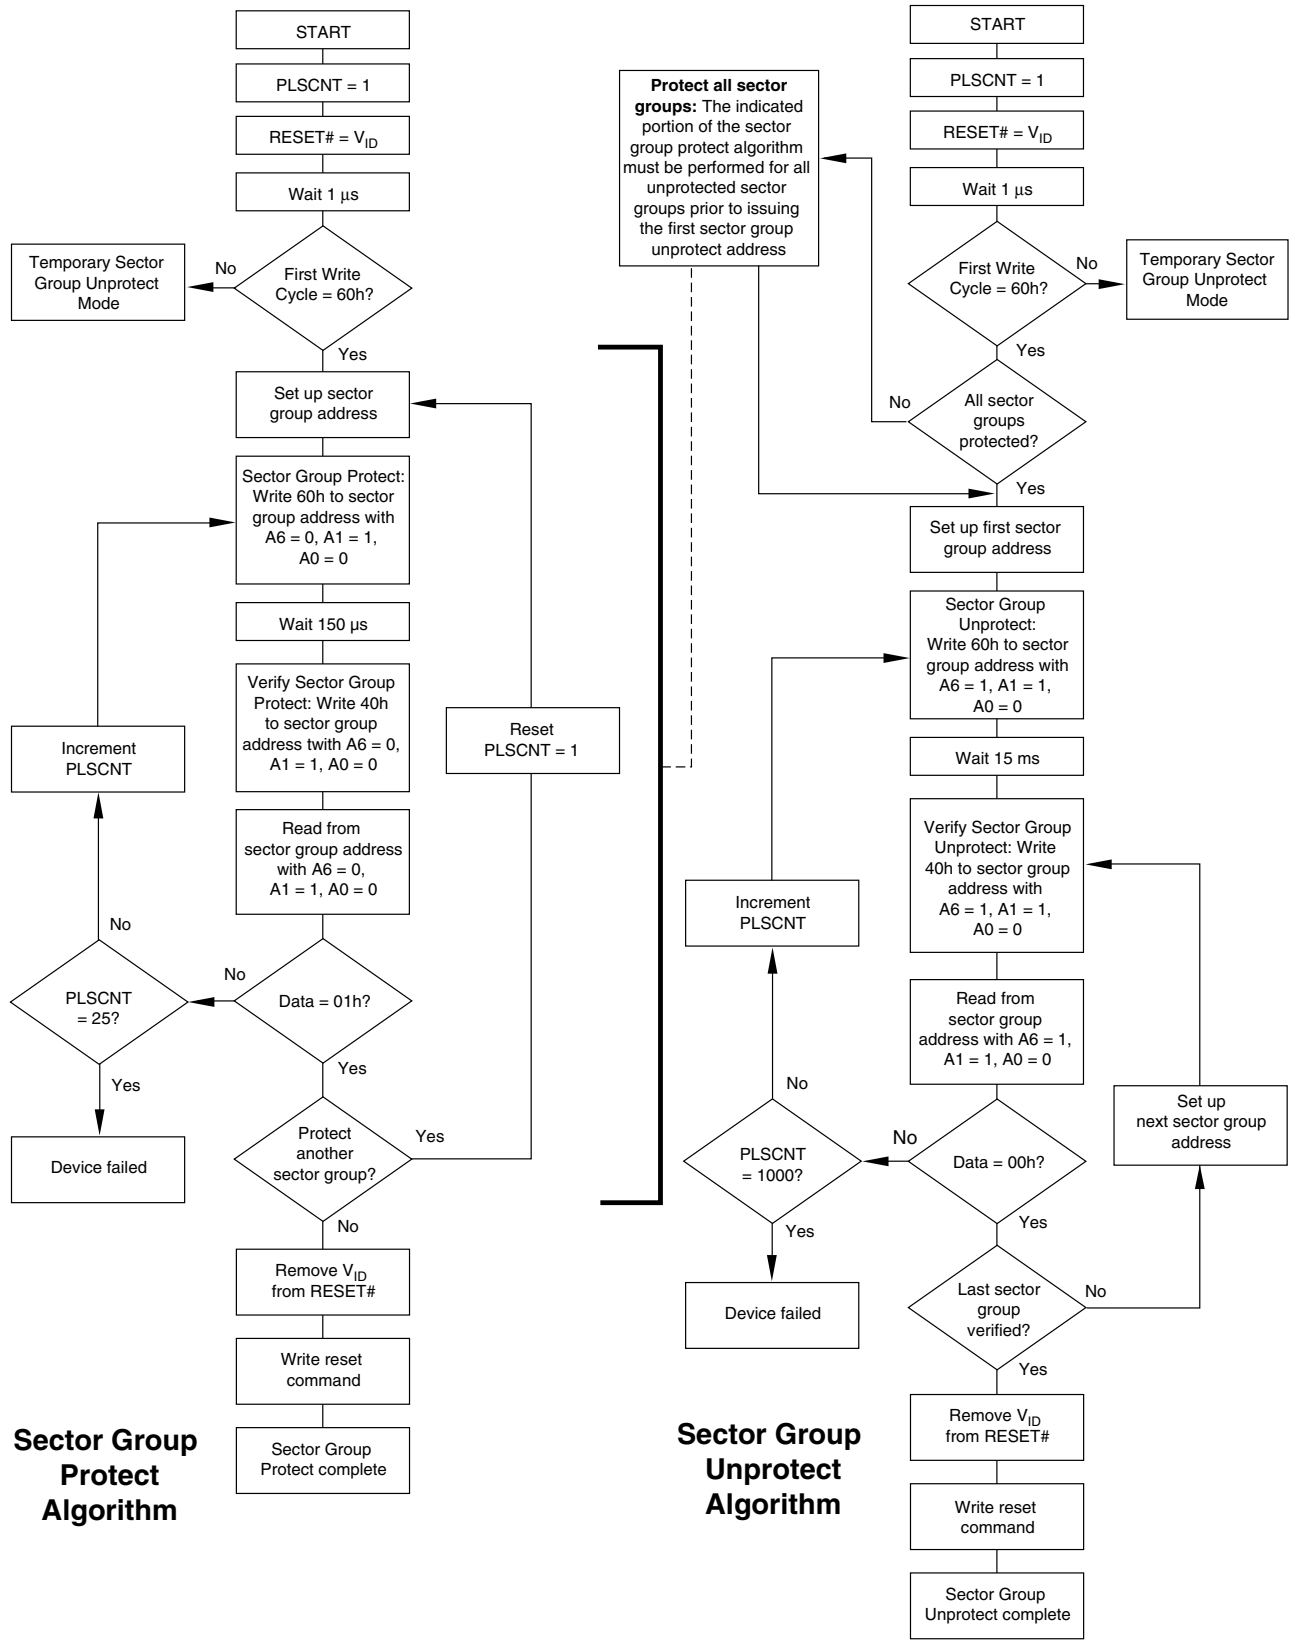 START
PLSCNT = 1
RESET# = VID
Wait 1 μs
First Write
Cycle = 60h?
No
Temporary Sector
Group Unprotect
Mode
Yes
Set up sector
group address
Sector Group Protect:
Write 60h to sector
group address with
A6 = 0, A1 = 1,
A0 = 0
Wait 150 µs
Verify Sector Group
Protect: Write 40h
to sector group
address twith A6 = 0,
A1 = 1, A0 = 0
Reset
PLSCNT = 1
Increment
PLSCNT
Read from
sector group address
with A6 = 0,
A1 = 1, A0 = 0
No
No
PLSCNT
= 25?
Data = 01h?
Yes
Yes
Device failed
Protect
another
sector group?
Yes
No
Remove VID
from RESET#
Write reset
command
Sector Group
Protect complete
Sector Group
Protect
Algorithm
Protect all sector
groups: The indicated
portion of the sector
group protect algorithm
must be performed for all
unprotected sector
groups prior to issuing
the first sector group
unprotect address
START
PLSCNT = 1
RESET# = VID
Wait 1 μs
First Write
Cycle = 60h?
No
Temporary Sector
Group Unprotect
Mode
Yes
No
All sector
groups
protected?
Yes
Set up first sector
group address
Sector Group
Unprotect:
Write 60h to sector
group address with
A6 = 1, A1 = 1,
A0 = 0
Wait 15 ms
Verify Sector Group
Unprotect: Write
40h to sector group
address with
A6 = 1, A1 = 1,
A0 = 0
Increment
PLSCNT
Read from
sector group
address with A6 = 1,
A1 = 1, A0 = 0
No
Set up
next sector group
address
No
PLSCNT
= 1000?
Data = 00h?
Yes
Yes
Device failed
Last sector
group
verified?
No
Yes
Remove VID
from RESET#
Write reset
command
Sector Group
Unprotect complete
Sector Group
Unprotect
Algorithm